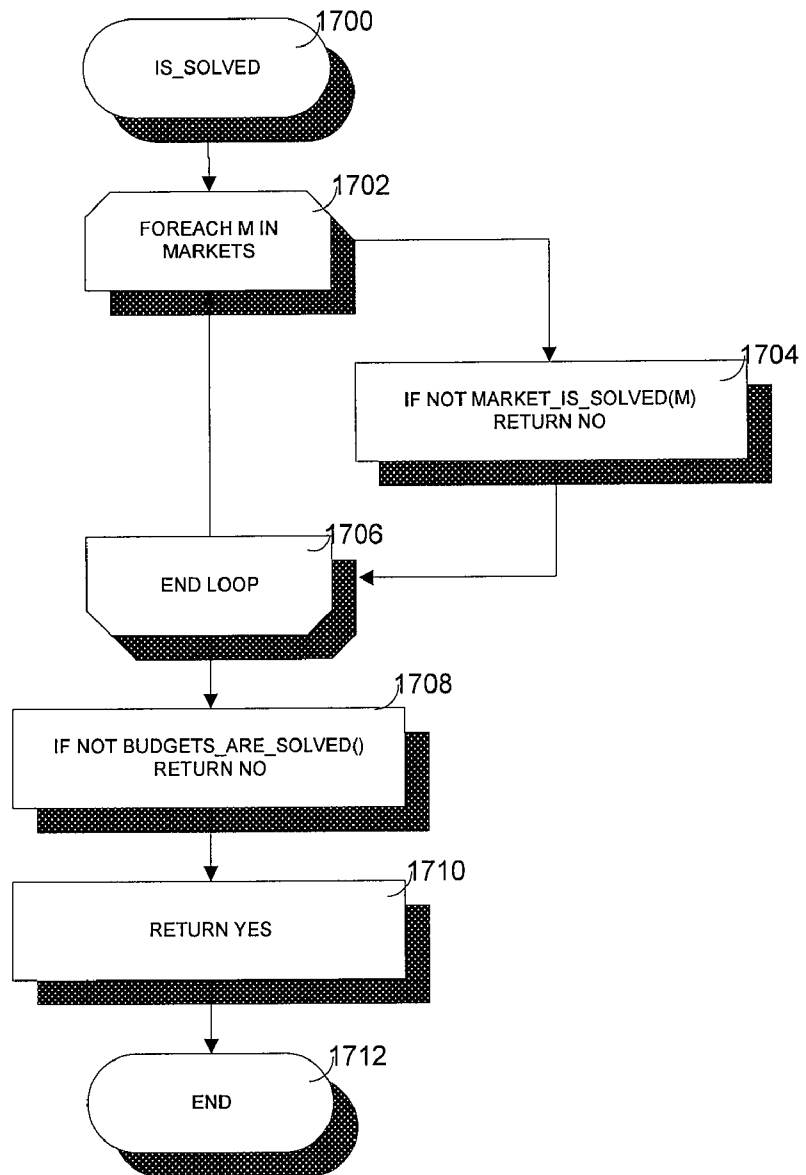 1700
IS_SOLVED
1702
FOREACH M IN
MARKETS
1704
IF NOT MARKET_IS_SOLVED(M)
RETURN NO
1706
END LOOP
1708
IF NOT BUDGETS_ARE_SOLVED()
RETURN NO
1710
RETURN YES
1712
END